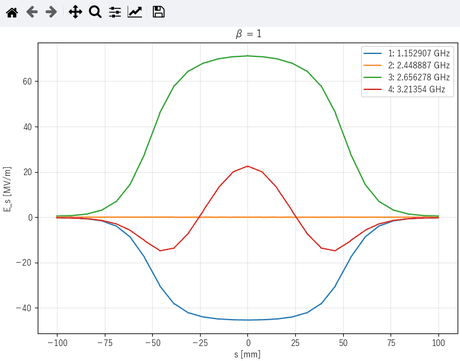 β = 1
1: 1.152907 GHz
2: 2.448887 GHz
3: 2.656278 GHz
4: 3.21354 GHz
E_s [MV/m]
60
40
20
0
−20
−40
−100
−75
−50
−25
0
25
50
75
100
s [mm]